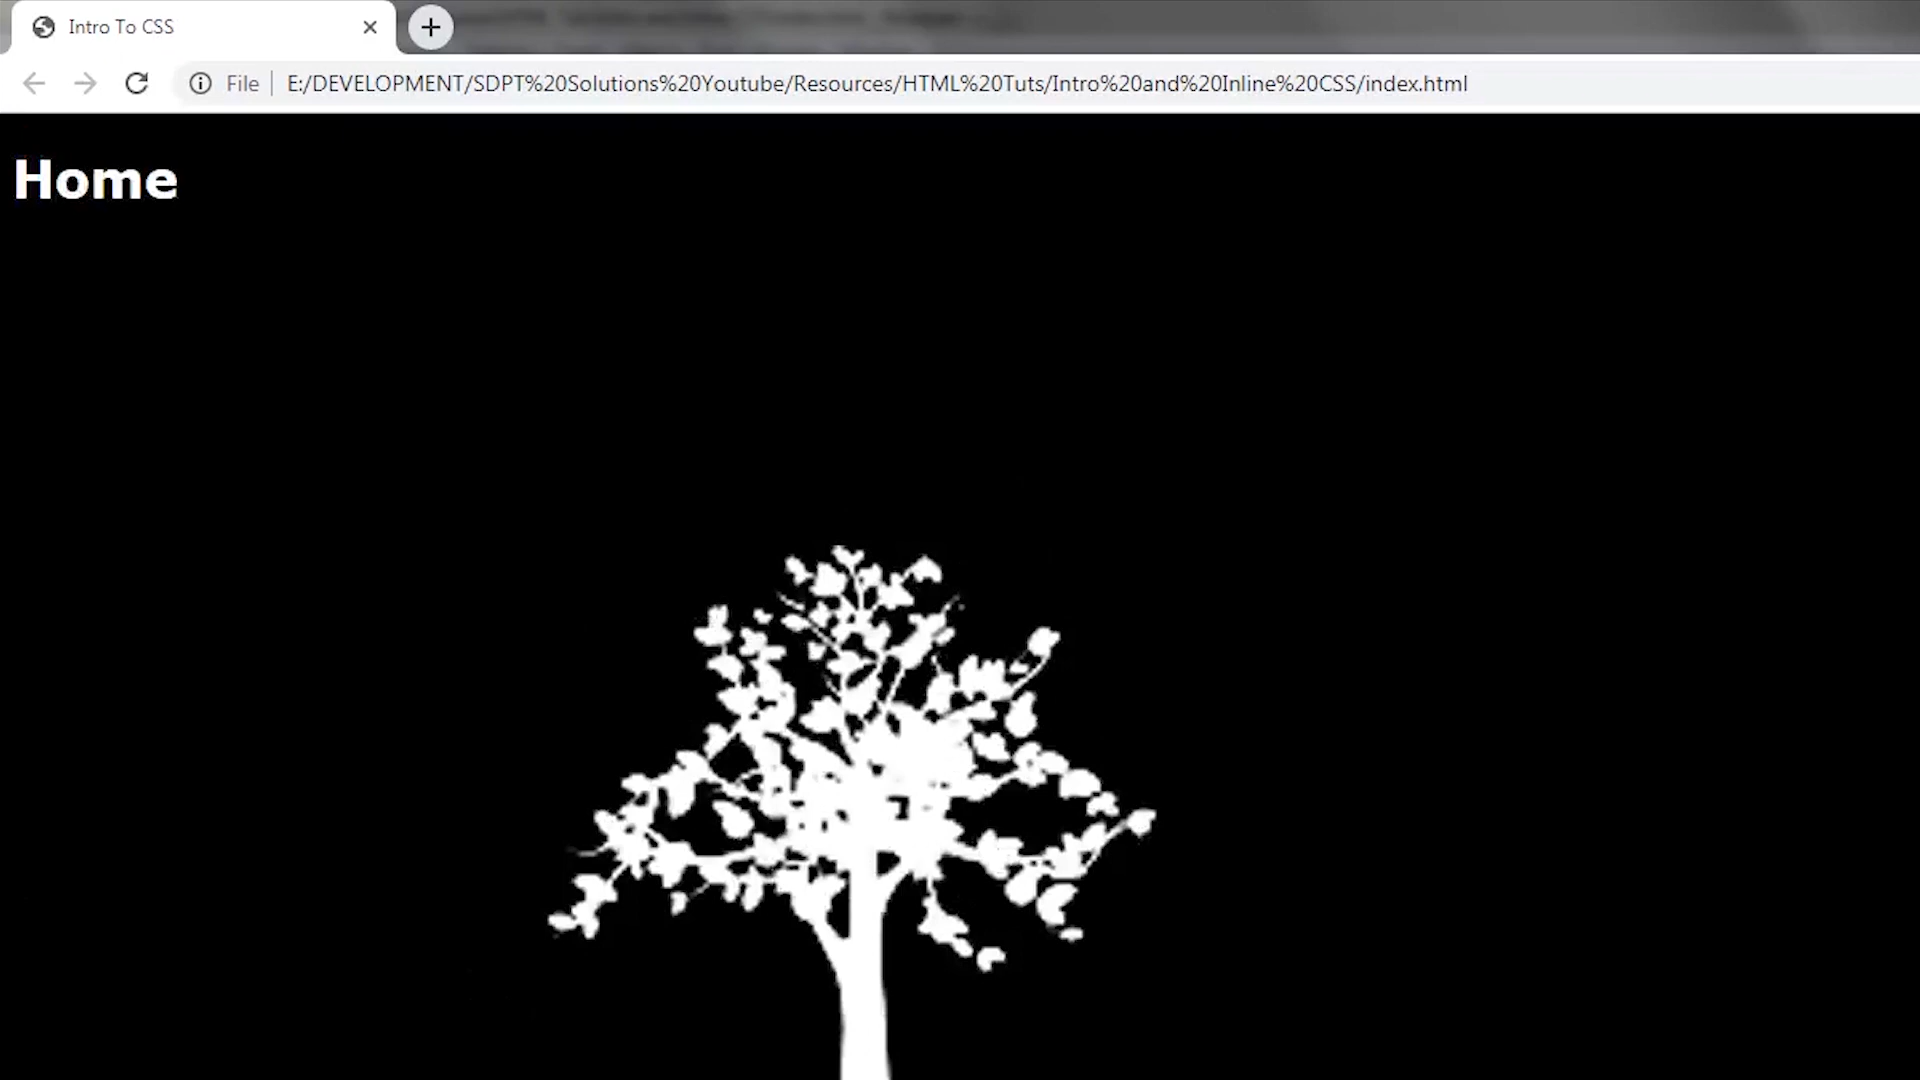 Intro To CSS
File E:/DEVELOPMENT/SDPT%20Solutions%20Youtube/Resources/HTML%20Tuts/Intro%20and%20Inline%20CSS/index.html
Home